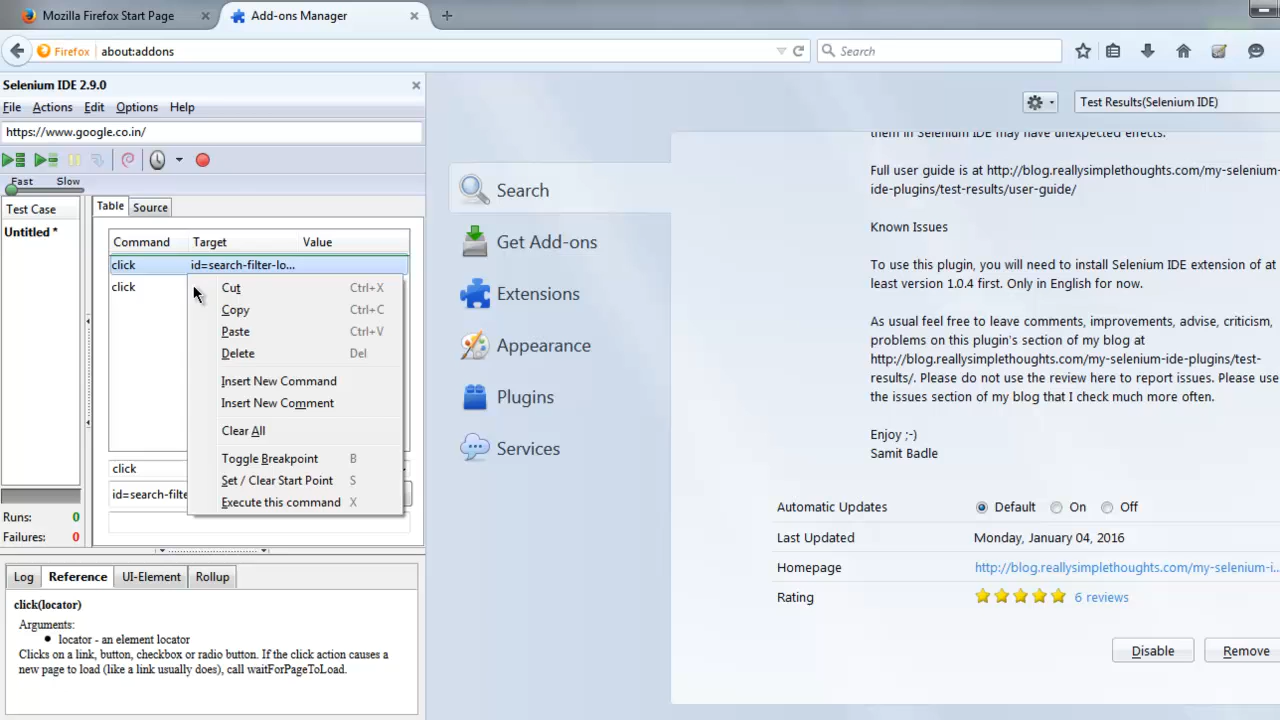 Mozilla Firefox Start Page
Add-ons Manager
Firefox about:addons
Search
Selenium IDE 2.9.0
File Actions Edit Options Help
https://www.google.co.in/
Fast Slow
Test Case
Untitled *
Table Source
Command Target Value
click id=search-filter-lo...
click
Cut Ctrl+X
Copy Ctrl+C
Paste Ctrl+V
Delete Del
Insert New Command
Insert New Comment
Clear All
Toggle Breakpoint B
Set / Clear Start Point S
Execute this command X
click
id=search-filte
Runs: 0
Failures: 0
Log Reference UI-Element Rollup
click(locator)
Arguments:
• locator - an element locator
Clicks on a link, button, checkbox or radio button. If the click action causes a
new page to load (like a link usually does), call waitForPageToLoad.
Search
Get Add-ons
Extensions
Appearance
Plugins
Services
Test Results(Selenium IDE)
them in Selenium IDE may have unexpected effects.
Full user guide is at http://blog.reallysimplethoughts.com/my-selenium-
ide-plugins/test-results/user-guide/
Known Issues
To use this plugin, you will need to install Selenium IDE extension of at
least version 1.0.4 first. Only in English for now.
As usual feel free to leave comments, improvements, advise, criticism,
problems on this plugin's section of my blog at
http://blog.reallysimplethoughts.com/my-selenium-ide-plugins/test-
results/. Please do not use the review here to report issues. Please use
the issues section of my blog that I check much more often.
Enjoy ;-)
Samit Badle
Automatic Updates Default On Off
Last Updated Monday, January 04, 2016
Homepage http://blog.reallysimplethoughts.com/my-selenium-i...
Rating 6 reviews
Disable Remove